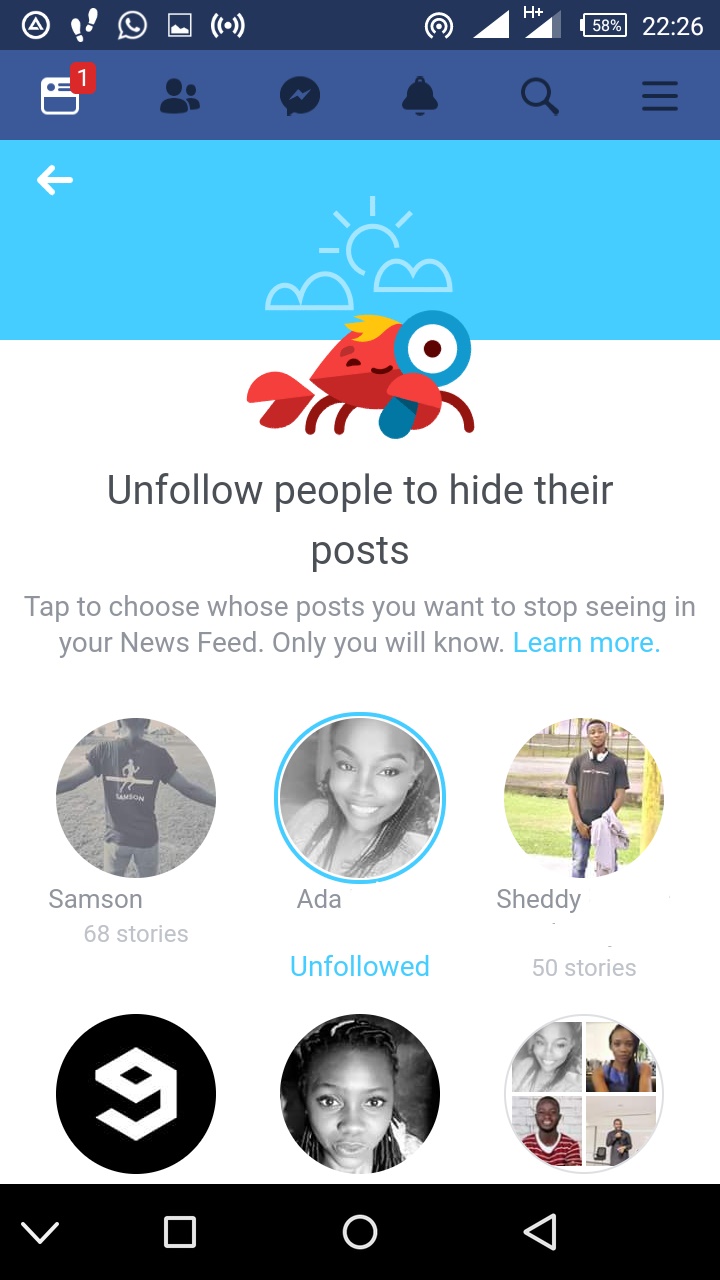 H+
58%
22:26
1
Unfollow people to hide their
posts
Tap to choose whose posts you want to stop seeing in
your News Feed. Only you will know. Learn more.
SAMSON
Samson
Ada
Sheddy
68 stories
Unfollowed
50 stories
9